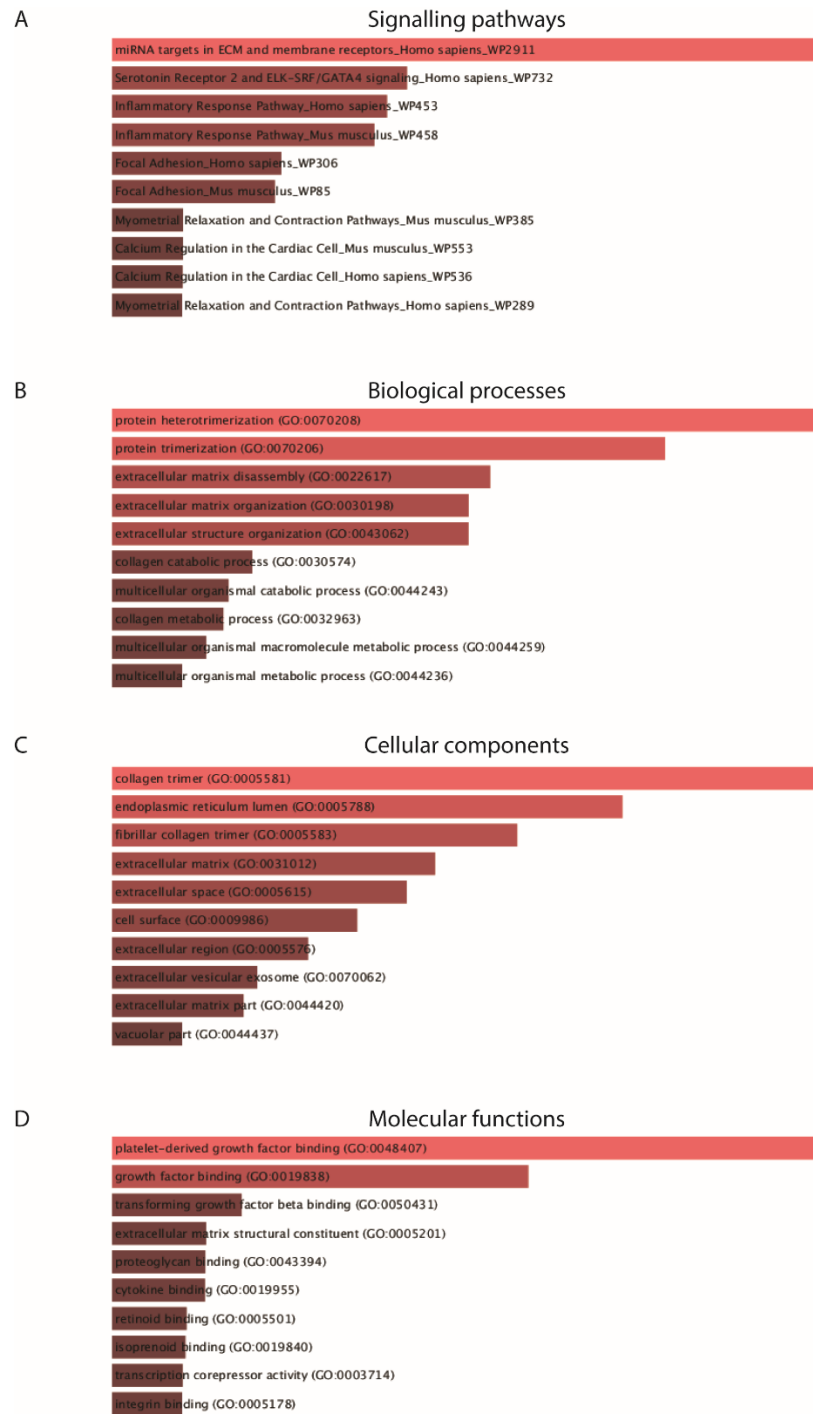 A
Signalling pathways
miRNA targets in ECM and membrane receptors_Homo sapiens_WP2911
Serotonin Receptor 2 and ELK-SRF/GATA4 signaling_Homo sapiens_WP732
Inflammatory Response Pathway_Homo sapiens_WP453
Inflammatory Response Pathway_Mus musculus_WP458
Focal Adhesion_Homo sapiens_WP306
Focal Adhesion_Mus musculus_WP85
Myometrial Relaxation and Contraction Pathways_Mus musculus_WP385
Calcium Regulation in the Cardiac Cell_Mus musculus_WP553
Calcium Regulation in the Cardiac Cell_Homo sapiens_WP536
Myometrial Relaxation and Contraction Pathways_Homo sapiens_WP289
B
Biological processes
protein heterotrimerization (GO:0070208)
protein trimerization (GO:0070206)
extracellular matrix disassembly (GO:0022617)
extracellular matrix organization (GO:0030198)
extracellular structure organization (GO:0043062)
collagen catabolic process (GO:0030574)
multicellular organismal catabolic process (GO:0044243)
collagen metabolic process (GO:0032963)
multicellular organismal macromolecule metabolic process (GO:0044259)
multicellular organismal metabolic process (GO:0044236)
C
Cellular components
collagen trimer (GO:0005581)
endoplasmic reticulum lumen (GO:0005788)
fibrillar collagen trimer (GO:0005583)
extracellular matrix (GO:0031012)
extracellular space (GO:0005615)
cell surface (GO:0009986)
extracellular region (GO:0005576)
extracellular vesicular exosome (GO:0070062)
extracellular matrix part (GO:0044420)
vacuolar part (GO:0044437)
D
Molecular functions
platelet-derived growth factor binding (GO:0048407)
growth factor binding (GO:0019838)
transforming growth factor beta binding (GO:0050431)
extracellular matrix structural constituent (GO:0005201)
proteoglycan binding (GO:0043394)
cytokine binding (GO:0019955)
retinoid binding (GO:0005501)
isoprenoid binding (GO:0019840)
transcription corepressor activity (GO:0003714)
integrin binding (GO:0005178)